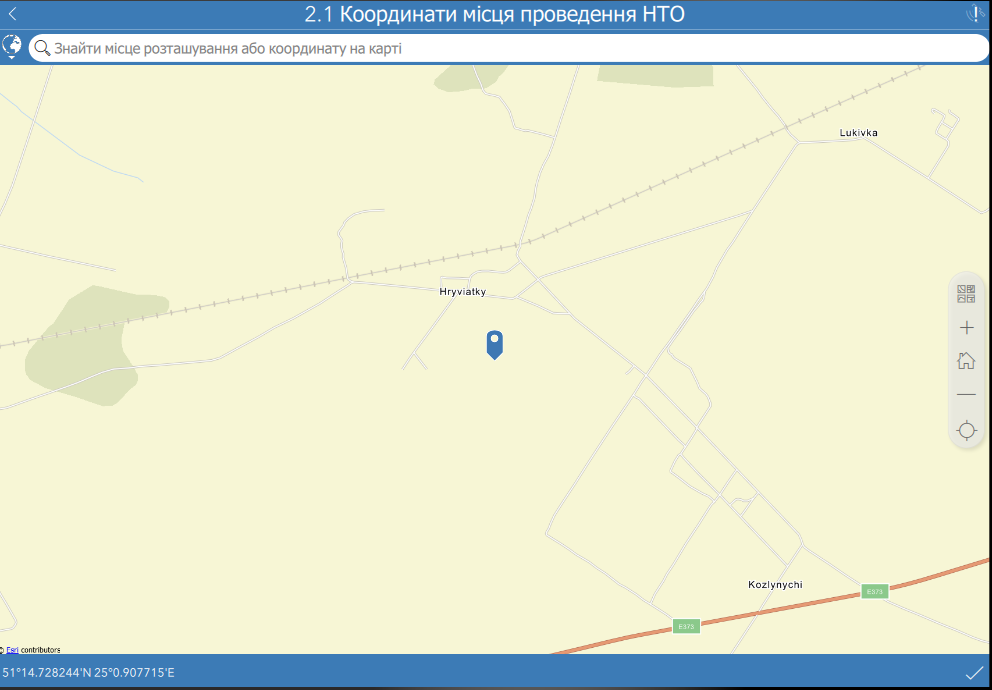 2.1 Координати місця проведення НТО
Знайти місце розташування або координату на карті
Lukivka
Hryviatky
Kozlynychi
E373
E373
© Esri contributors
51°14.728244'N 25°0.907715'E